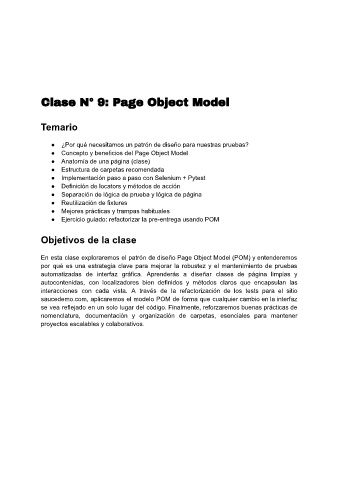 Clase N° 9: Page Object Model
Temario
● ¿Por qué necesitamos un patrón de diseño para nuestras pruebas?
● Concepto y beneficios del Page Object Model
● Anatomía de una página (clase)
● Estructura de carpetas recomendada
● Implementación paso a paso con Selenium + Pytest
● Definición de locators y métodos de acción
● Separación de lógica de prueba y lógica de página
● Reutilización de fixtures
● Mejores prácticas y trampas habituales
● Ejercicio guiado: refactorizar la pre-entrega usando POM
Objetivos de la clase
En esta clase exploraremos el patrón de diseño Page Object Model (POM) y entenderemos
por qué es una estrategia clave para mejorar la robustez y el mantenimiento de pruebas
automatizadas de interfaz gráfica. Aprenderás a diseñar clases de página limpias y
autocontenidas, con localizadores bien definidos y métodos claros que encapsulan las
interacciones con cada vista. A través de la refactorización de los tests para el sitio
saucedemo.com, aplicaremos el modelo POM de forma que cualquier cambio en la interfaz
se vea reflejado en un solo lugar del código. Finalmente, reforzaremos buenas prácticas de
nomenclatura, documentación y organización de carpetas, esenciales para mantener
proyectos escalables y colaborativos.